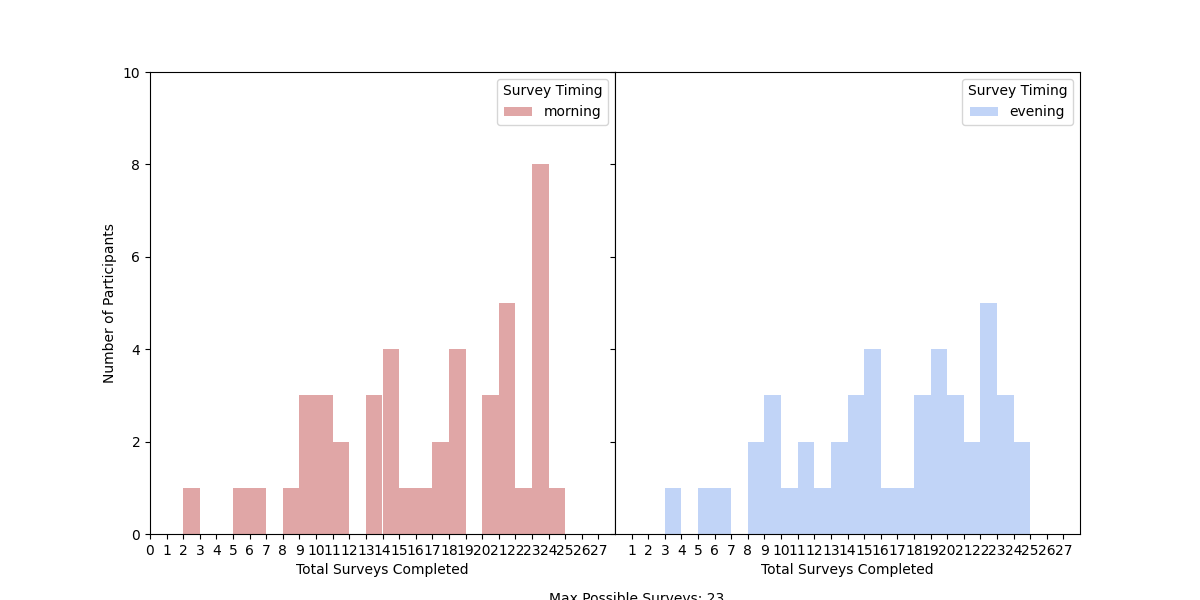 10
8
6
4
2
0
Number of Participants
Survey Timing
morning
Survey Timing
evening
0 1 2 3 4 5 6 7 8 9 10 11 12 13 14 15 16 17 18 19 20 21 22 23 24 25 26 27
1 2 3 4 5 6 7 8 9 10 11 12 13 14 15 16 17 18 19 20 21 22 23 24 25 26 27
Total Surveys Completed
Total Surveys Completed
Max Possible Surveys: 23